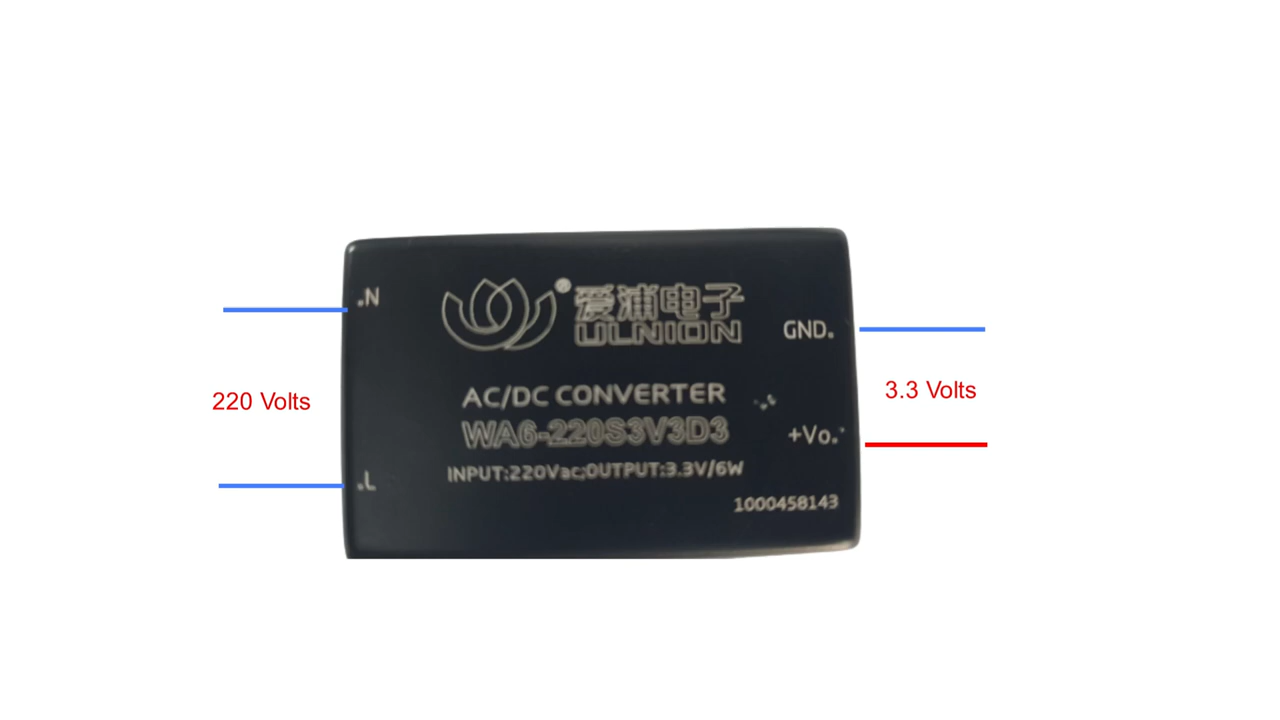 .N
®爱浦电子
ULNION
GND.
220 Volts
AC/DC CONVERTER
3.3 Volts
WA6-220S3V3D3
+Vo.
INPUT:220Vac;OUTPUT:3.3V/6W
.L
1000458143